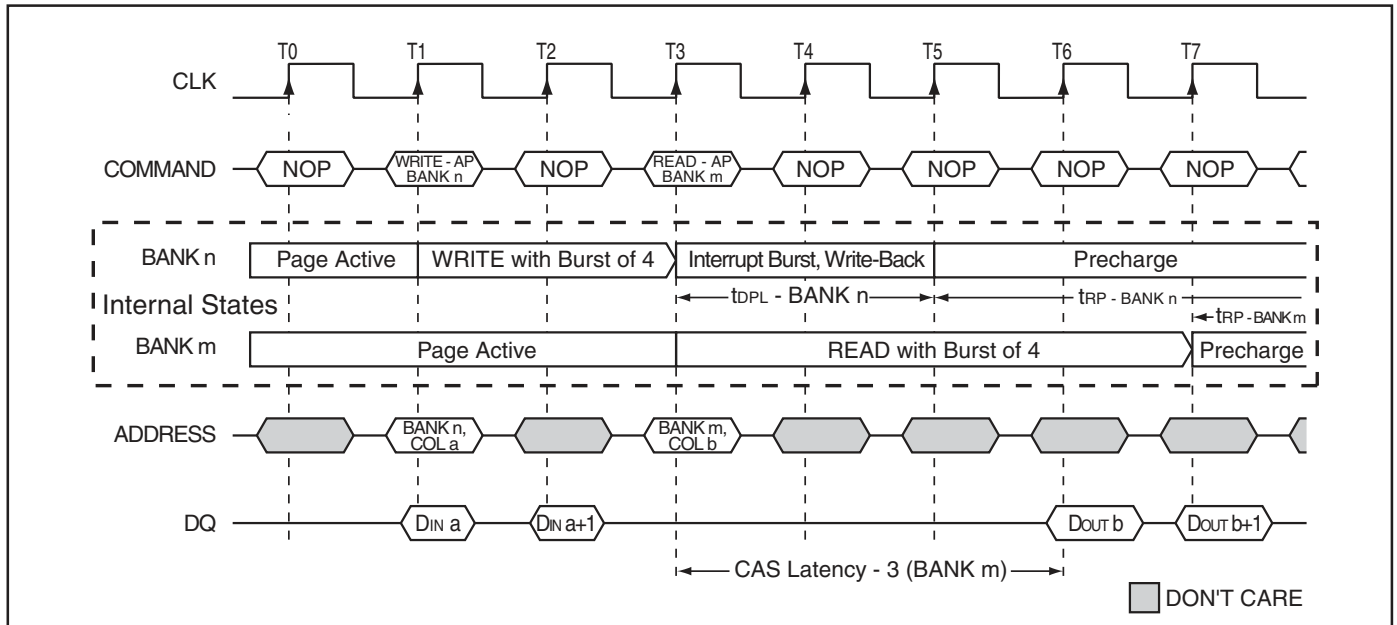 T0 T1 T2 T3 T4 T5 T6 T7
CLK
COMMAND NOP WRITE - AP NOP READ - AP NOP NOP NOP NOP
BANK n BANK m
BANK n Page Active WRITE with Burst of 4 Interrupt Burst, Write-Back Precharge
tDPL - BANK n tRP - BANK n
Internal States tRP - BANK m
BANK m Page Active READ with Burst of 4 Precharge
ADDRESS BANK n, BANK m,
COL a COL b
DQ DIN a DIN a+1 DOUT b DOUT b+1
CAS Latency - 3 (BANK m)
DON'T CARE